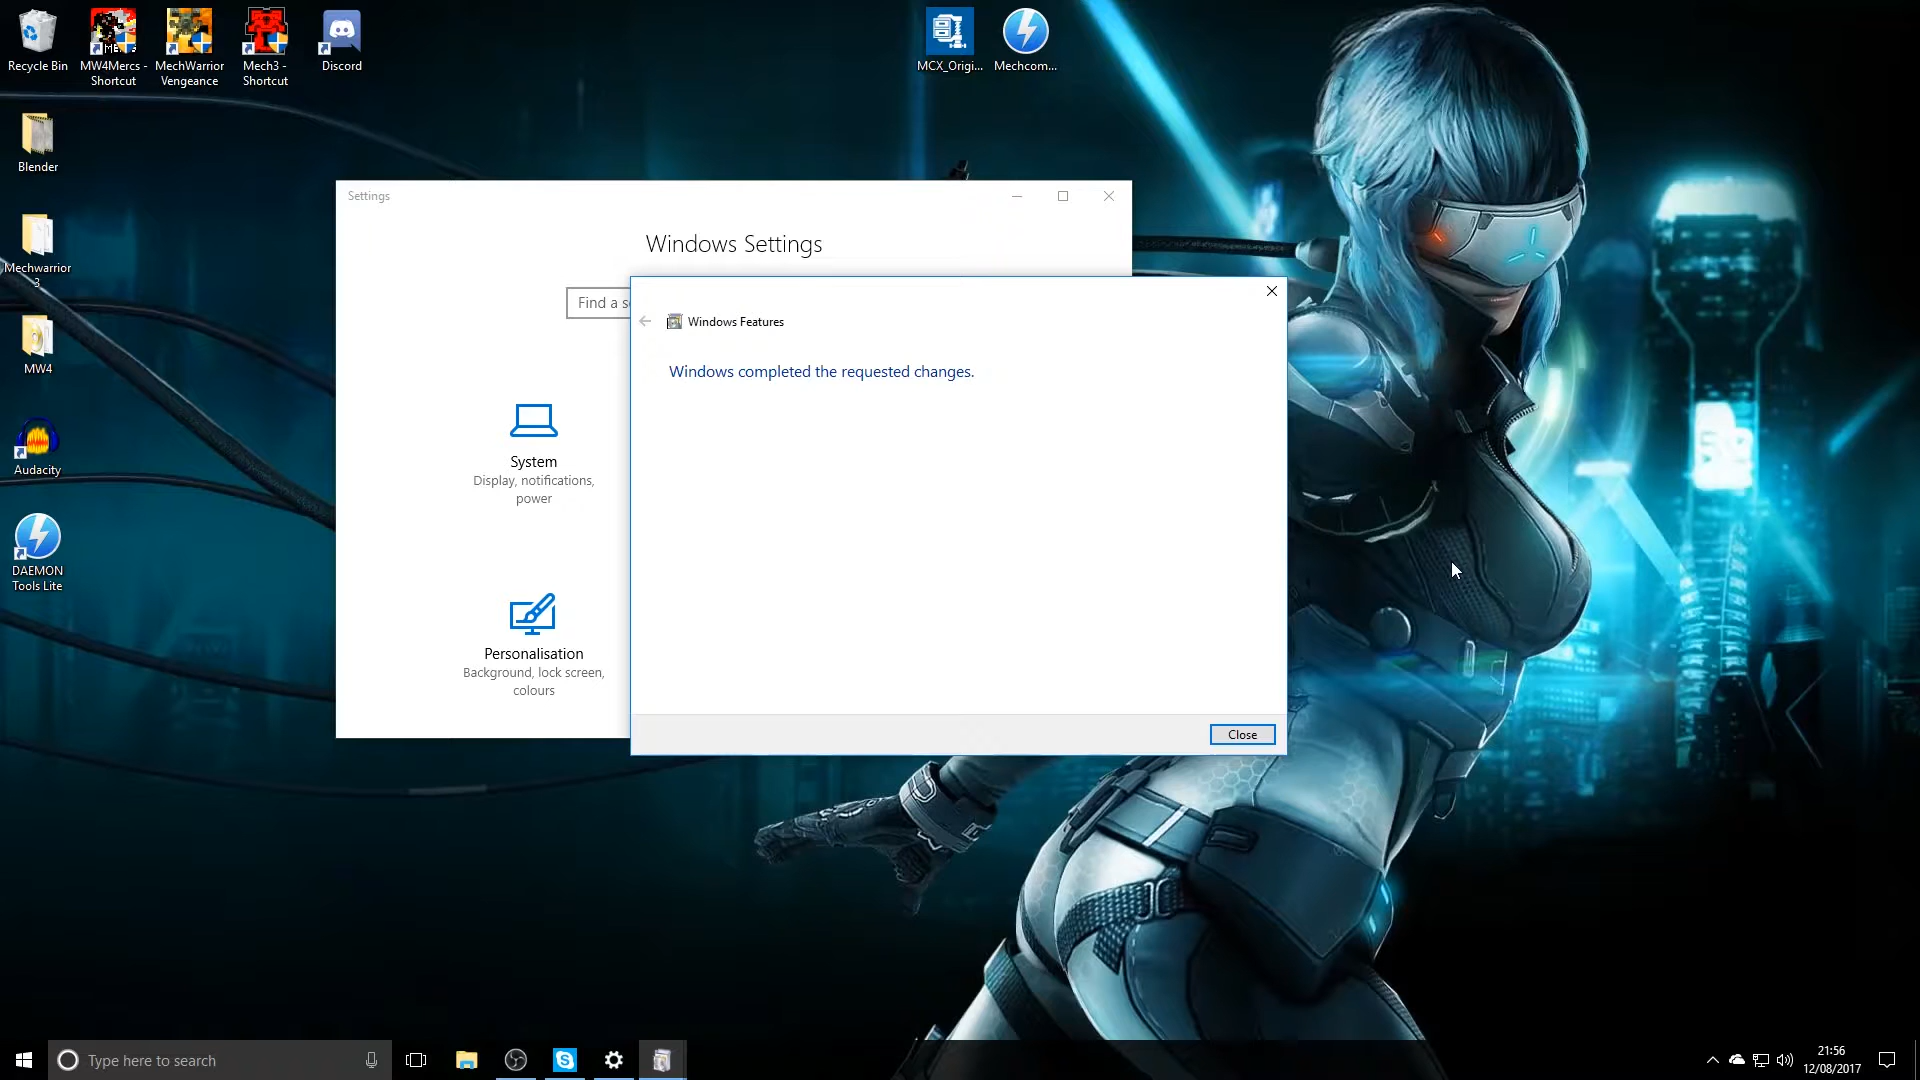 Recycle Bin
MW4Mercs -
Shortcut
MechWarrior
Vengeance
Mech3 -
Shortcut
Discord
MCX_Origi...
Mechcom...
Blender
Mechwarrior
3
MW4
Audacity
DAEMON
Tools Lite
Settings
Windows Settings
Find a s
System
Display, notifications,
power
Personalisation
Background, lock screen,
colours
Windows Features
Windows completed the requested changes.
Close
Type here to search
21:56
12/08/2017